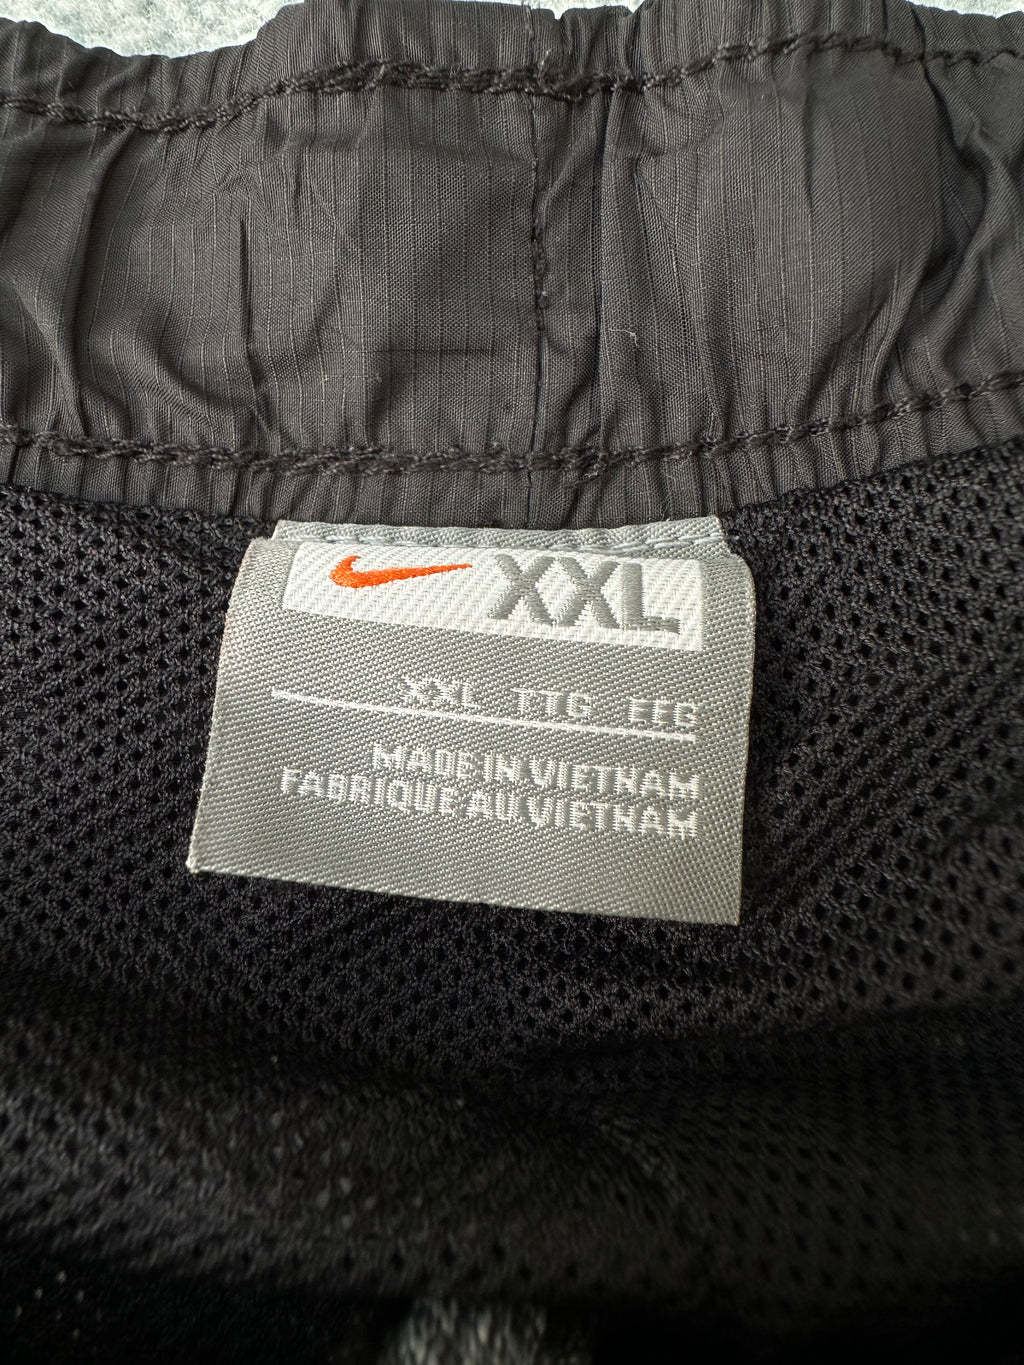 XXL
XXL TTG EEG
MADE IN VIETNAM
FABRIQUE AU VIETNAM